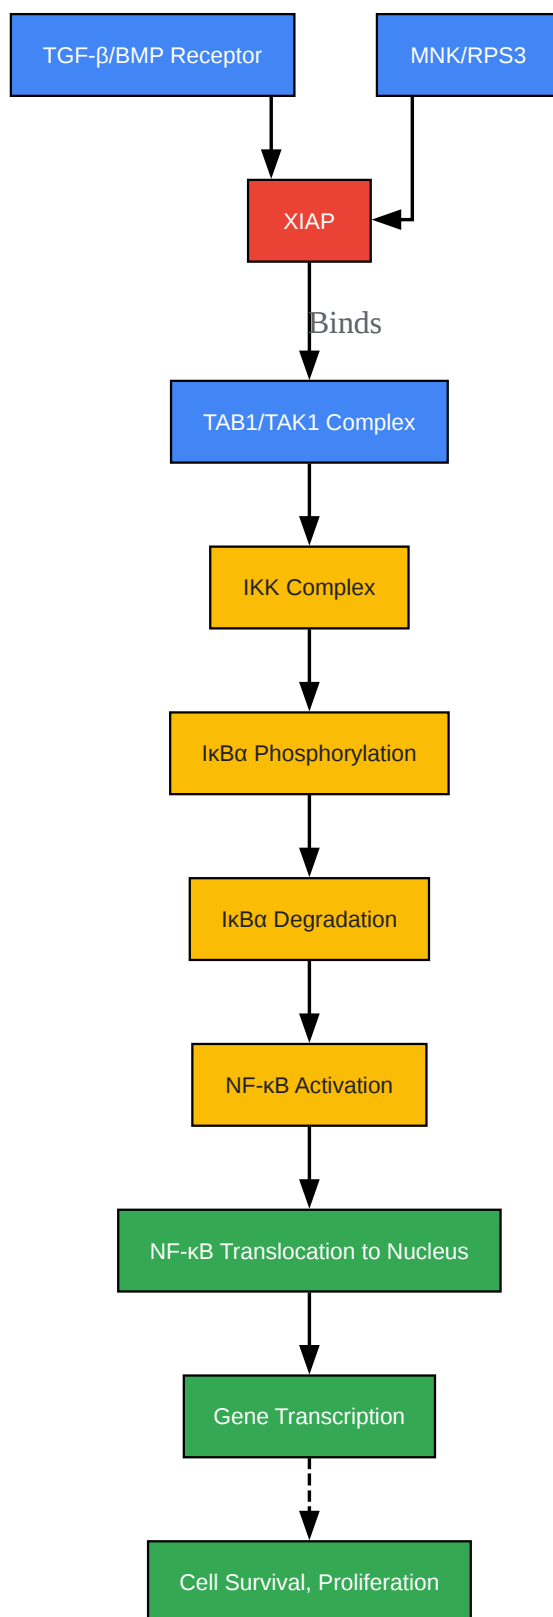 TGF-β/BMP Receptor
MNK/RPS3
XIAP
Binds
TAB1/TAK1 Complex
IKK Complex
IκBα Phosphorylation
IκBα Degradation
NF-κB Activation
NF-κB Translocation to Nucleus
Gene Transcription
Cell Survival, Proliferation